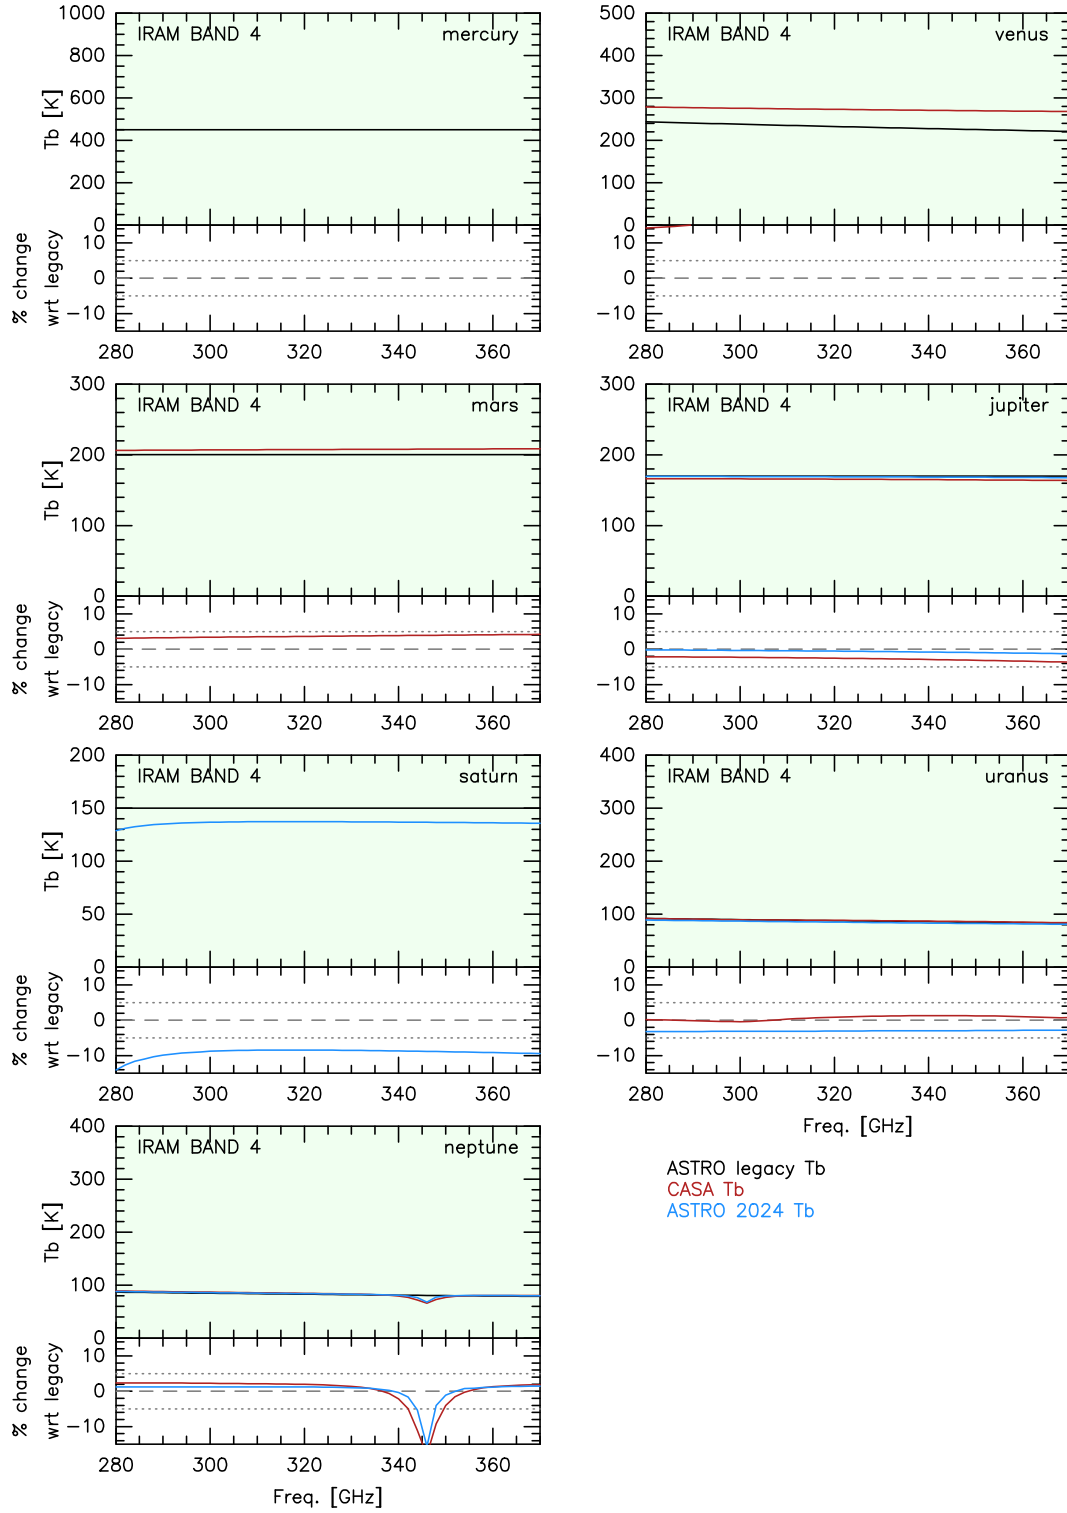 IRAM BAND 4 mercury
1000
800
600
400
200
0
Tb [K]
10
0
−10
% change
wrt legacy
280 300 320 340 360
IRAM BAND 4 venus
500
400
300
200
100
0
10
0
−10
280 300 320 340 360
IRAM BAND 4 mars
300
200
100
0
Tb [K]
10
0
−10
% change
wrt legacy
280 300 320 340 360
IRAM BAND 4 jupiter
300
200
100
0
10
0
−10
280 300 320 340 360
IRAM BAND 4 saturn
200
150
100
50
0
Tb [K]
10
0
−10
% change
wrt legacy
280 300 320 340 360
IRAM BAND 4 uranus
400
300
200
100
0
10
0
−10
280 300 320 340 360
Freq. [GHz]
IRAM BAND 4 neptune
400
300
200
100
0
Tb [K]
10
0
−10
% change
wrt legacy
280 300 320 340 360
Freq. [GHz]
ASTRO legacy Tb
CASA Tb
ASTRO 2024 Tb